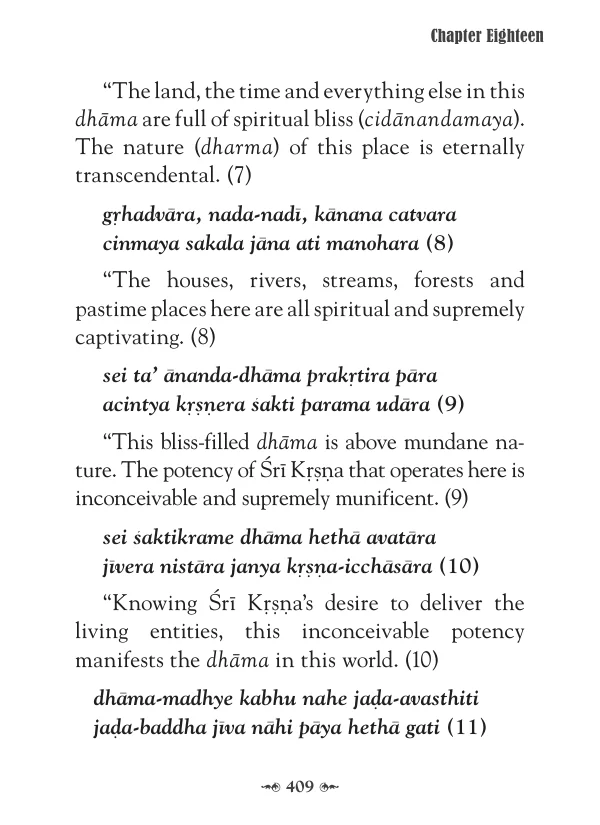 Chapter Eighteen
“The land, the time and everything else in this
dhāma are full of spiritual bliss (cidānandamaya).
The nature (dharma) of this place is eternally
transcendental. (7)
gṛhadvāra, nada-nadī, kānana catvara
cinmaya sakala jāna ati manohara (8)
“The houses, rivers, streams, forests and
pastime places here are all spiritual and supremely
captivating. (8)
sei ta’ ānanda-dhāma prakṛtira pāra
acintya kṛṣṇera śakti parama udāra (9)
“This bliss-filled dhāma is above mundane na-
ture. The potency of Śrī Kṛṣṇa that operates here is
inconceivable and supremely munificent. (9)
sei śaktikrame dhāma hethā avatāra
jīvera nistāra janya kṛṣṇa-icchāsāra (10)
“Knowing Śrī Kṛṣṇa’s desire to deliver the
living entities, this inconceivable potency
manifests the dhāma in this world. (10)
dhāma-madhye kabhu nahe jaḍa-avasthiti
jaḍa-baddha jīva nāhi pāya hethā gati (11)
409